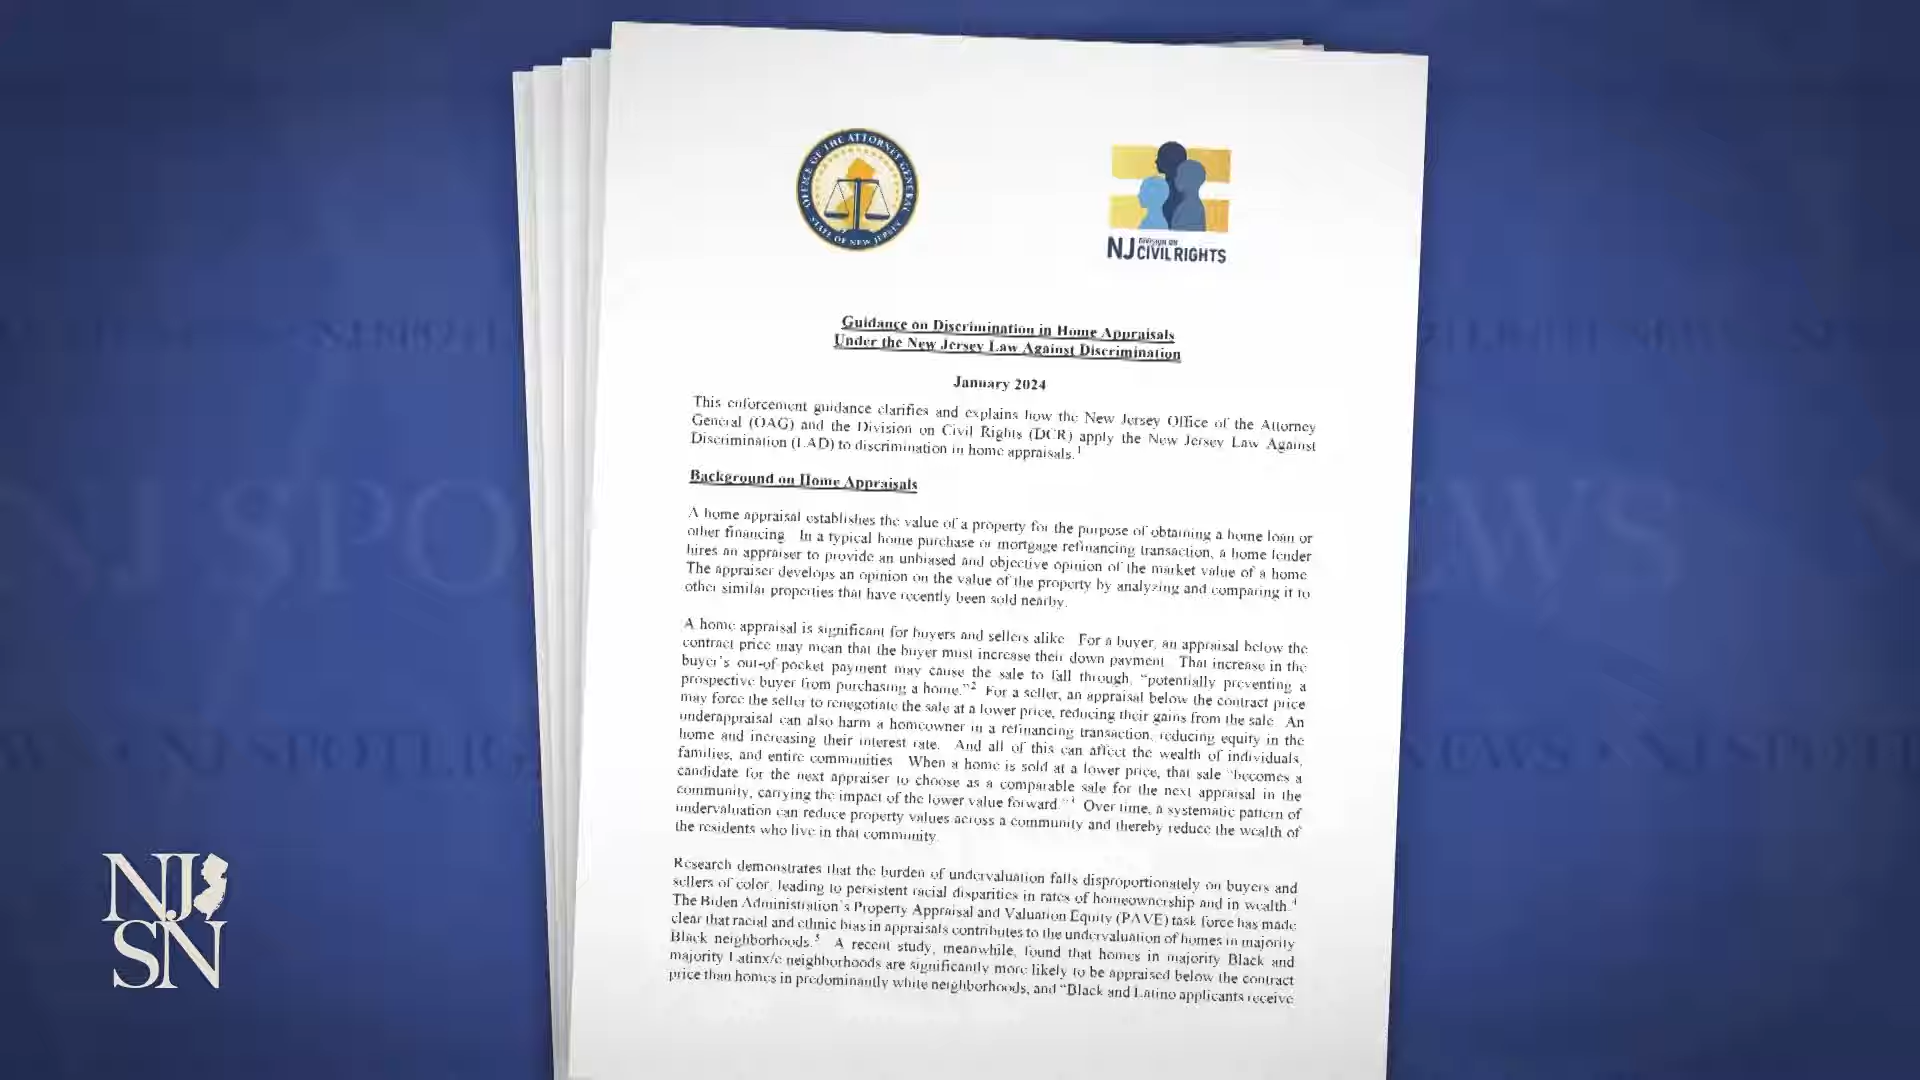 OFFICE OF THE ATTORNEY GENERAL
STATE OF NEW JERSEY
NJ DIVISION ON
CIVIL RIGHTS
Guidance on Discrimination in Home Appraisals
Under the New Jersey Law Against Discrimination
January 2024
This enforcement guidance clarifies and explains how the New Jersey Office of the Attorney
General (OAG) and the Division on Civil Rights (DCR) apply the New Jersey Law Against
Discrimination (LAD) to discrimination in home appraisals.1
Background on Home Appraisals
A home appraisal establishes the value of a property for the purpose of obtaining a home loan or
other financing. In a typical home purchase or mortgage refinancing transaction, a home lender
hires an appraiser to provide an unbiased and objective opinion of the market value of a home.
The appraiser develops an opinion on the value of the property by analyzing and comparing it to
other similar properties that have recently been sold nearby.
A home appraisal is significant for buyers and sellers alike. For a buyer, an appraisal below the
contract price may mean that the buyer must increase their down payment. That increase in the
buyer's out-of-pocket payment may cause the sale to fall through, "potentially preventing a
prospective buyer from purchasing a home."2 For a seller, an appraisal below the contract price
may force the seller to renegotiate the sale at a lower price, reducing their gains from the sale. An
underappraisal can also harm a homeowner in a refinancing transaction, reducing equity in the
home and increasing their interest rate. And all of this can affect the wealth of individuals,
families, and entire communities. When a home is sold at a lower price, that sale "becomes a
candidate for the next appraiser to choose as a comparable sale for the next appraisal in the
community, carrying the impact of the lower value forward."3 Over time, a systematic pattern of
undervaluation can reduce property values across a community and thereby reduce the wealth of
the residents who live in that community.
Research demonstrates that the burden of undervaluation falls disproportionately on buyers and
sellers of color, leading to persistent racial disparities in rates of homeownership and in wealth.4
The Biden Administration's Property Appraisal and Valuation Equity (PAVE) task force has made
clear that racial and ethnic bias in appraisals contributes to the undervaluation of homes in majority
Black neighborhoods.5 A recent study, meanwhile, found that homes in majority Black and
majority Latinx/e neighborhoods are significantly more likely to be appraised below the contract
price than homes in predominantly white neighborhoods, and "Black and Latino applicants receive
NJ
SN
NJ SPO
EWS
NJ SPOTLIG
NEWS • NJ SPOTL